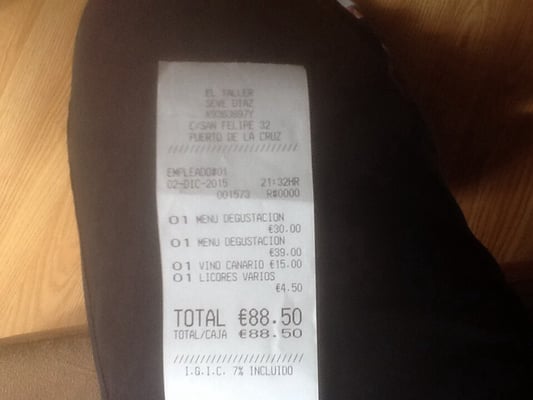 EL TALLER
SEVE DIAZ
C/SAN FELIPE 32
PUERTO DE LA CRUZ
////////////////////////
EMPLEADO#01
02-DIC-2015 21:32HR
001573 R#0000
01 MENU DEGUSTACION
€30.00
01 MENU DEGUSTACION
€39.00
01 VINO CANARIO €15.00
01 LICORES VARIOS
€4.50
TOTAL €88.50
TOTAL/CAJA €88.50
////////////////////////
I.G.I.C. 7% INCLUIDO